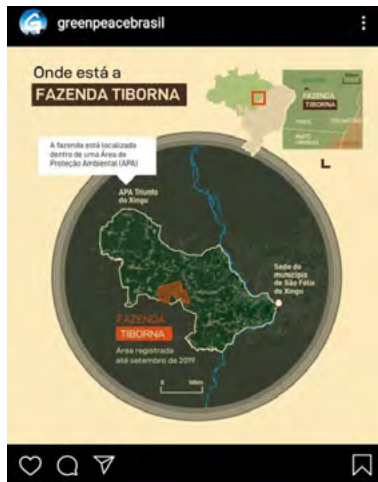 greenpeacebrasil
Onde está a
FAZENDA TIBORNA
FAZENDA
TIBORNA
PARÁ
A fazenda está localizada
dentro de uma Área de
Proteção Ambiental (APA)
APA Triunfo
do Xingu
Sede do
município
de São Félix
do Xingu
FAZENDA
TIBORNA
Área registrada
até setembro de 2019
0